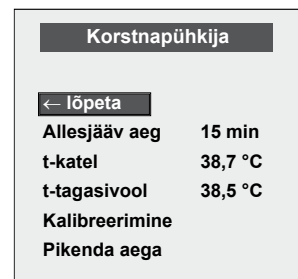 Korstnapühkija
← lõpeta
Allesjääv aeg 15 min
t-katel 38,7 °C
t-tagasivool 38,5 °C
Kalibreerimine
Pikenda aega